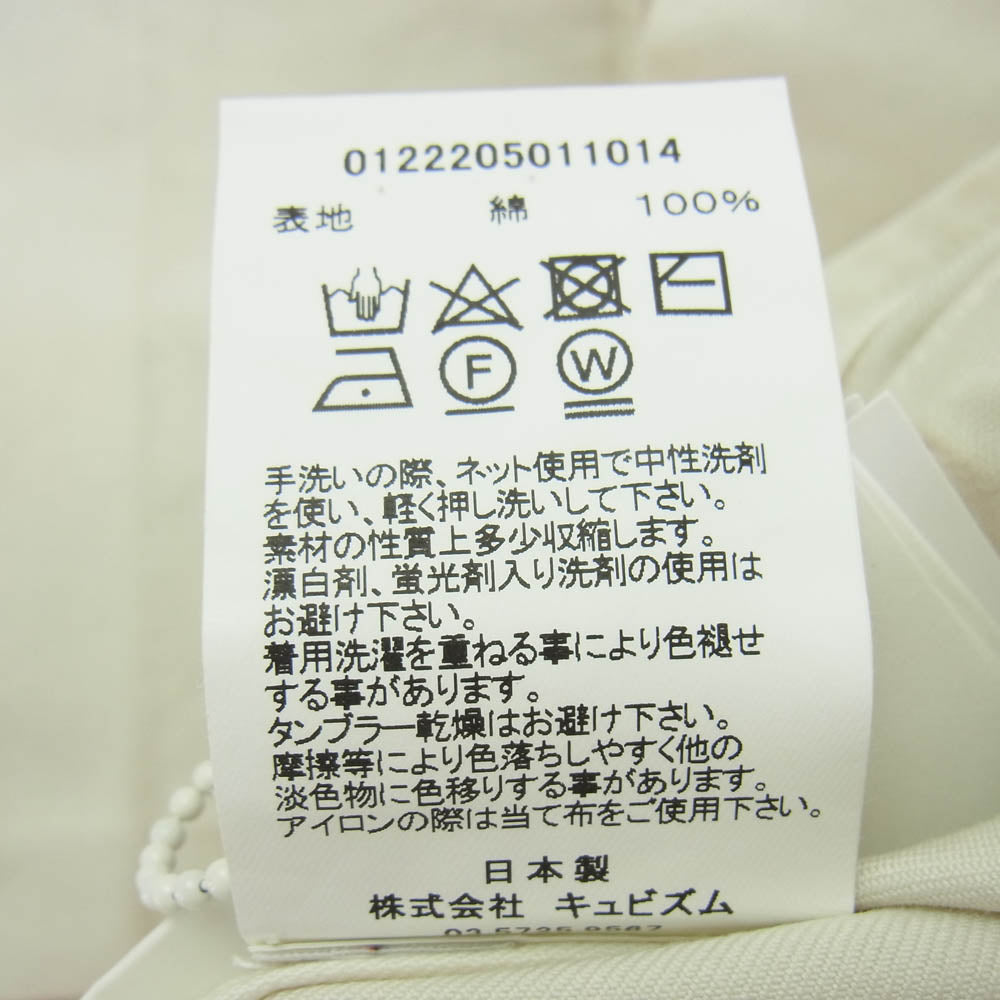 0122205011014
表地 綿 100%
F W
手洗いの際、ネット使用で中性洗剤
を使い、軽く押し洗いして下さい。
素材の性質上多少収縮します。
漂白剤、蛍光剤入り洗剤の使用は
お避け下さい。
着用洗濯を重ねる事により色褪せ
する事があります。
タンブラー乾燥はお避け下さい。
摩擦等により色落ちしやすく他の
淡色物に色移りする事があります。
アイロンの際は当て布をご使用下さい。
日本製
株式会社 キュビズム